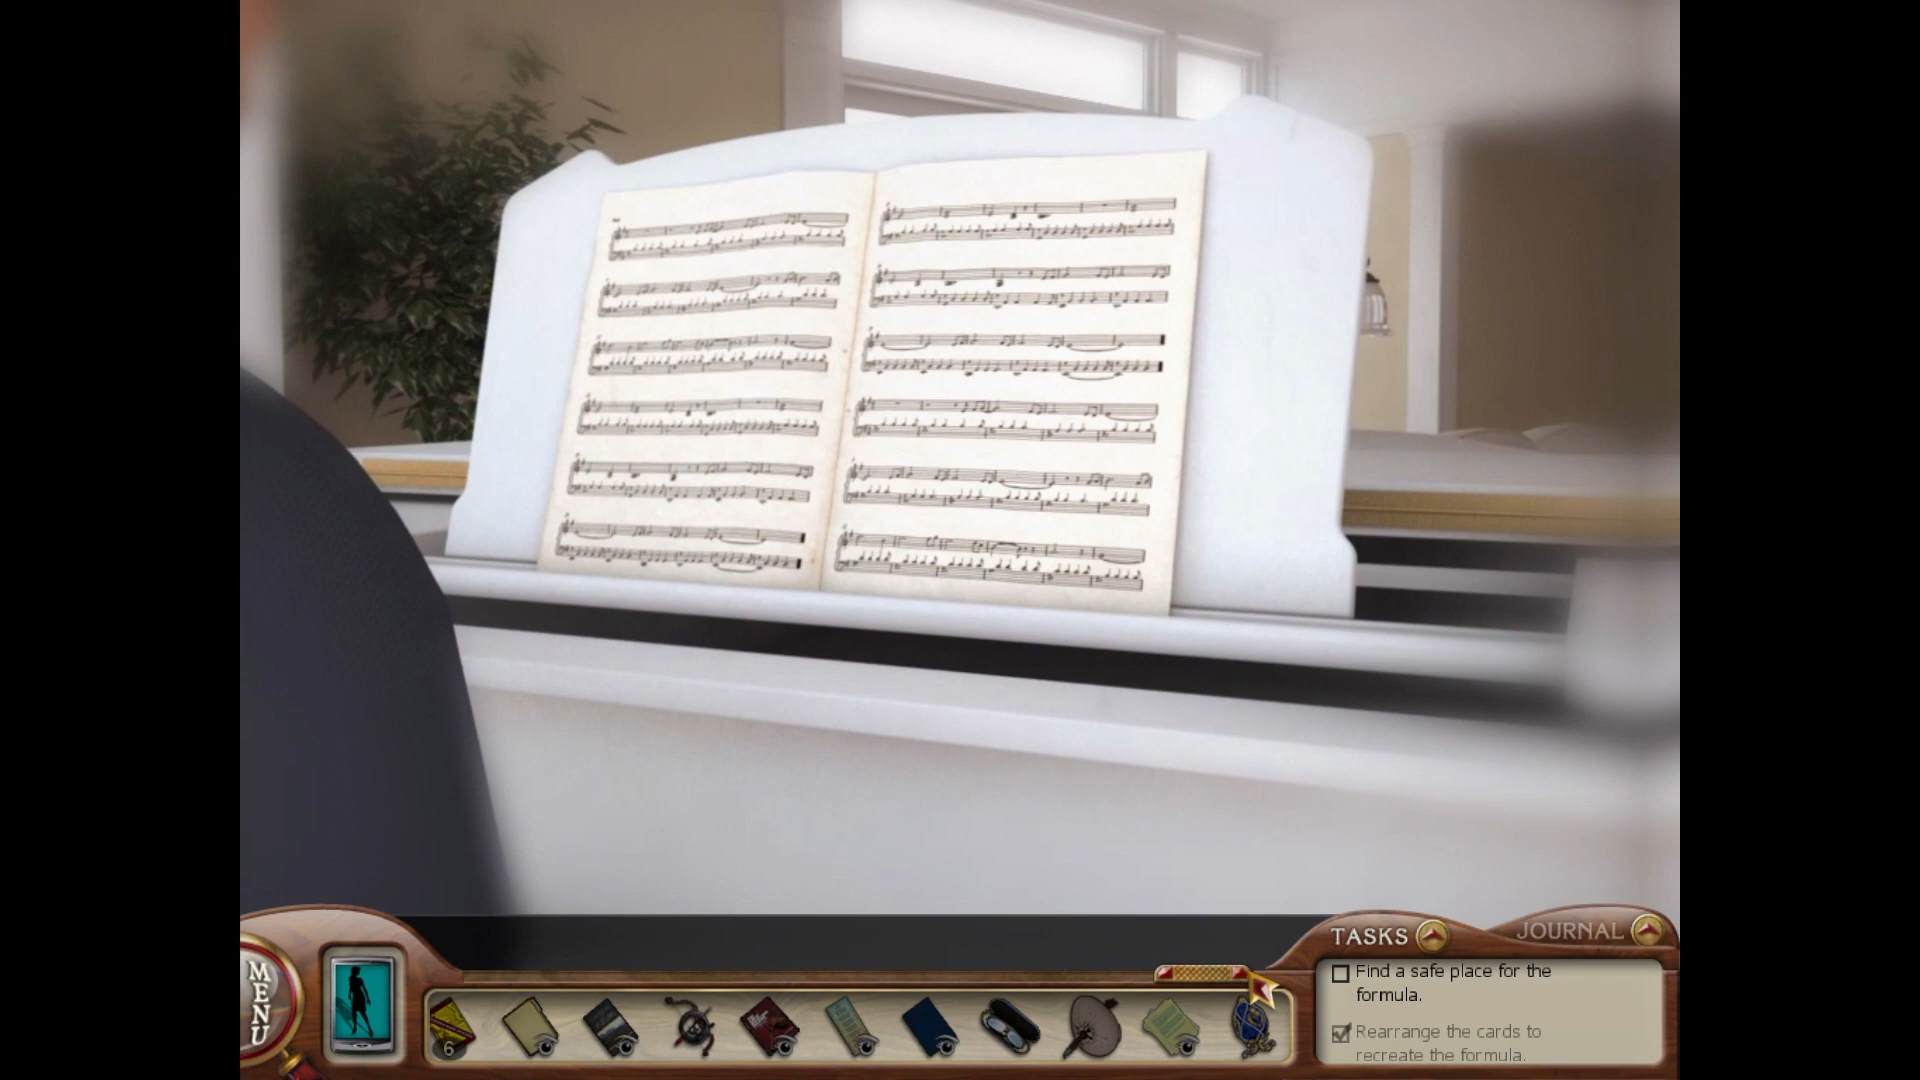 MENU
6
TASKS
JOURNAL
Find a safe place for the
formula.
Rearrange the cards to
recreate the formula.